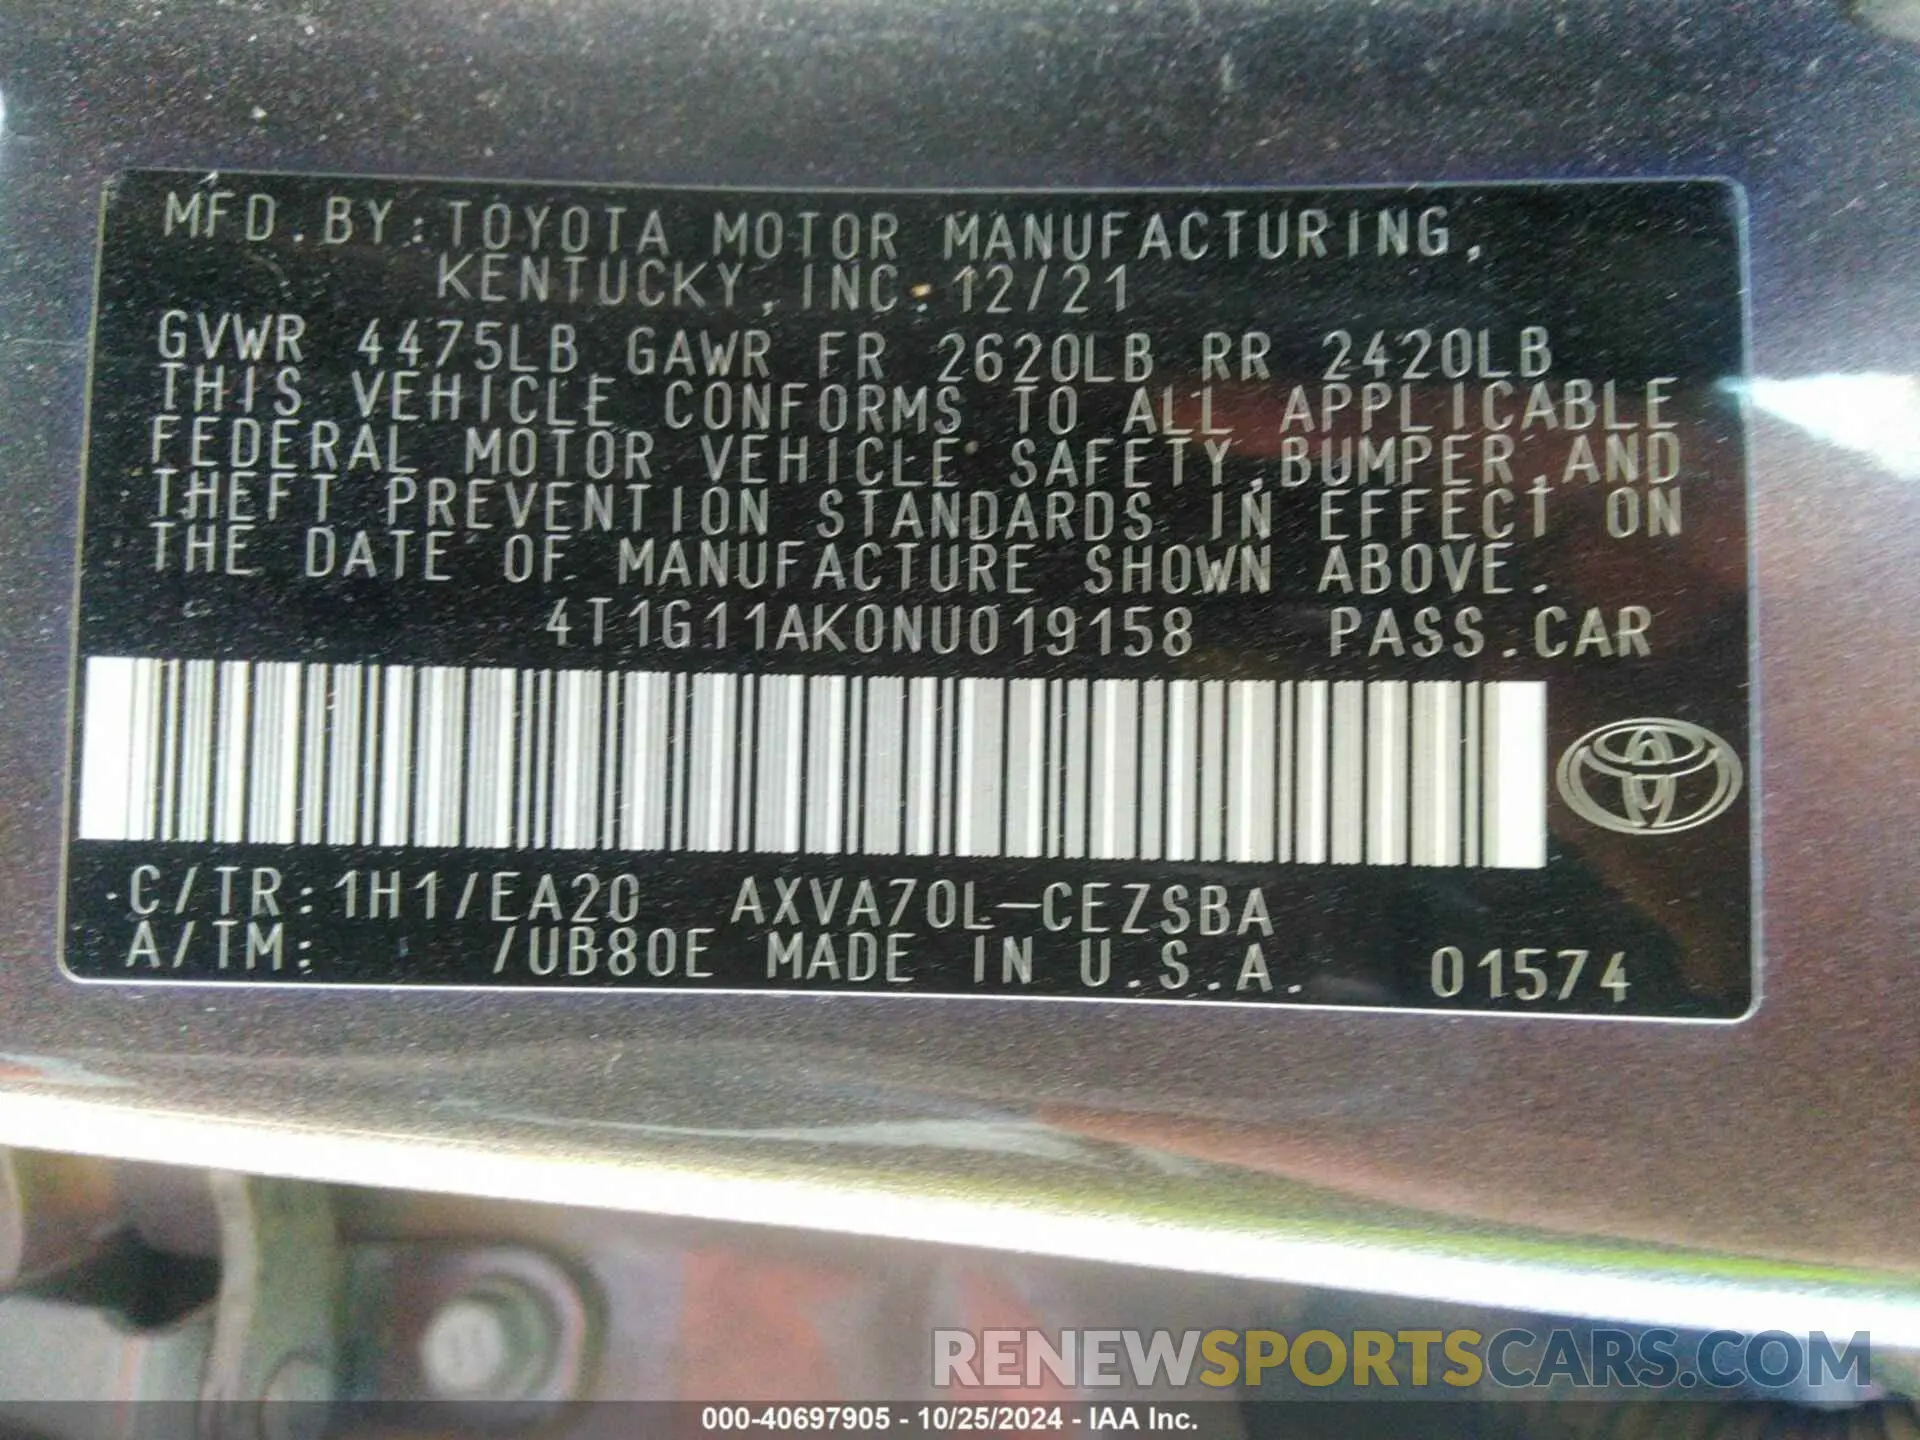 MFD.BY:TOYOTA MOTOR MANUFACTURING,
KENTUCKY, INC. 12/21
GVWR 4475LB GAWR FR 2620LB RR 2420LB
THIS VEHICLE CONFORMS TO ALL APPLICABLE
FEDERAL MOTOR VEHICLE SAFETY,BUMPER,AND
THEFT PREVENTION STANDARDS IN EFFECT ON
THE DATE OF MANUFACTURE SHOWN ABOVE.
4T1G11AK0NU019158 PASS.CAR
C/TR:1H1/EA20 AXVA70L-CEZSBA
A/TM: /UB80E MADE IN U.S.A. 01574
RENEWSPORTSCARS.COM
000-40697905 - 10/25/2024 - IAA Inc.